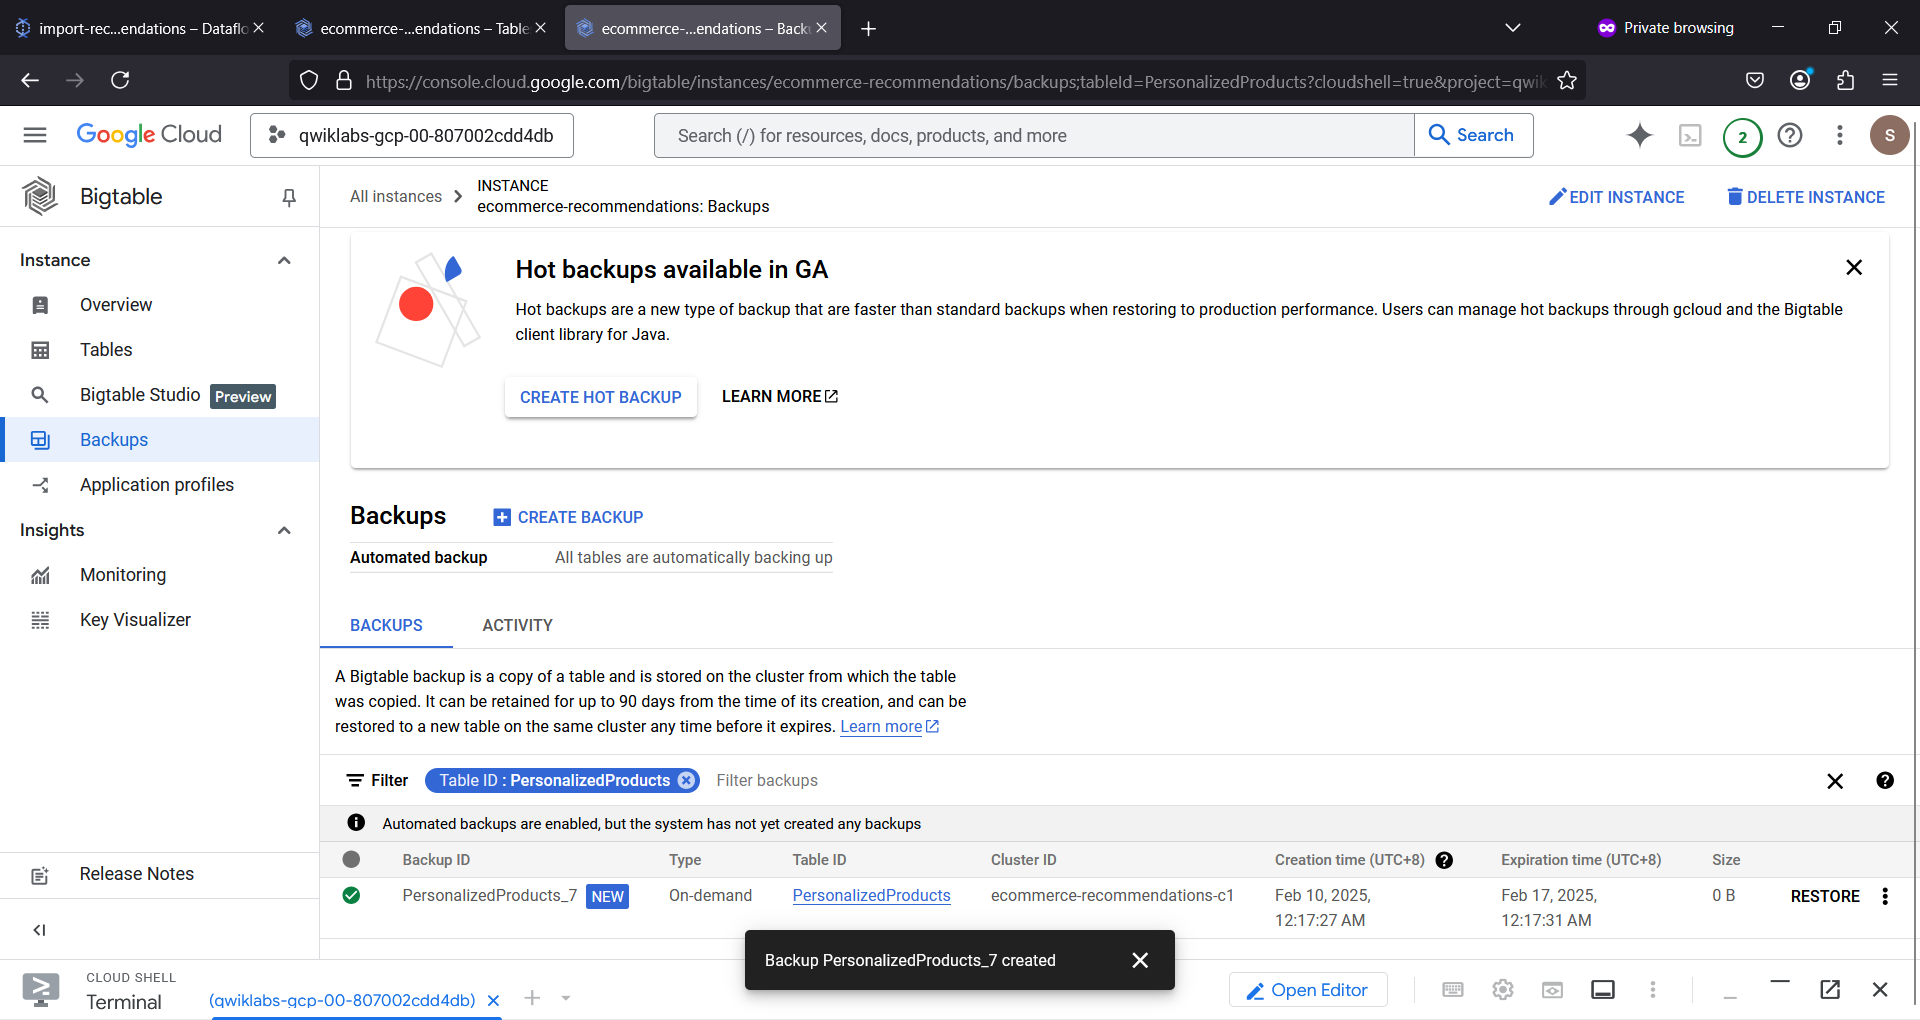 import-rec...endations – Dataflo
ecommerce-...endations – Table
ecommerce-...endations – Back
Private browsing
https://console.cloud.google.com/bigtable/instances/ecommerce-recommendations/backups;tableId=PersonalizedProducts?cloudshell=true&project=qwik
Google Cloud
qwiklabs-gcp-00-807002cdd4db
Search (/) for resources, docs, products, and more
Search
2
S
Bigtable
All instances
INSTANCE
ecommerce-recommendations: Backups
EDIT INSTANCE
DELETE INSTANCE
Instance
Overview
Tables
Bigtable Studio Preview
Backups
Application profiles
Insights
Monitoring
Key Visualizer
Release Notes
Hot backups available in GA
Hot backups are a new type of backup that are faster than standard backups when restoring to production performance. Users can manage hot backups through gcloud and the Bigtable
client library for Java.
CREATE HOT BACKUP
LEARN MORE
Backups
CREATE BACKUP
Automated backup
All tables are automatically backing up
BACKUPS
ACTIVITY
A Bigtable backup is a copy of a table and is stored on the cluster from which the table
was copied. It can be retained for up to 90 days from the time of its creation, and can be
restored to a new table on the same cluster any time before it expires. Learn more
Filter
Table ID : PersonalizedProducts
Filter backups
Automated backups are enabled, but the system has not yet created any backups
Backup ID
Type
Table ID
Cluster ID
Creation time (UTC+8)
Expiration time (UTC+8)
Size
PersonalizedProducts_7 NEW
On-demand
PersonalizedProducts
ecommerce-recommendations-c1
Feb 10, 2025,
12:17:27 AM
Feb 17, 2025,
12:17:31 AM
0 B
RESTORE
Backup PersonalizedProducts_7 created
CLOUD SHELL
Terminal
(qwiklabs-gcp-00-807002cdd4db)
Open Editor